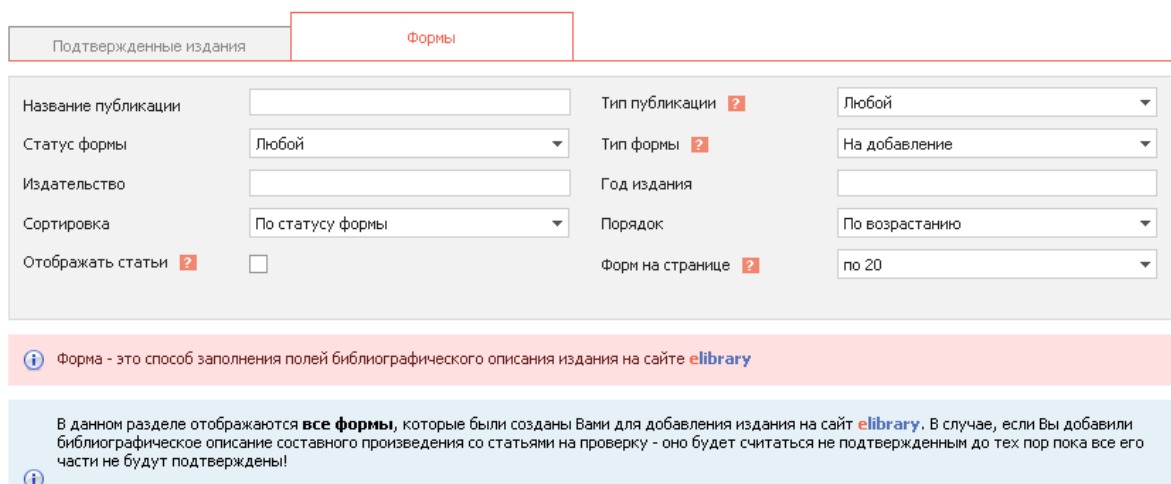 Подтвержденные издания Формы
Название публикации Тип публикации ? Любой
Статус формы Любой Тип формы ? На добавление
Издательство Год издания
Сортировка По статусу формы Порядок По возрастанию
Отображать статьи ? Форм на странице ? по 20
Форма - это способ заполнения полей библиографического описания издания на сайте elibrary
В данном разделе отображаются все формы, которые были созданы Вами для добавления издания на сайт elibrary. В случае, если Вы добавили
библиографическое описание составного произведения со статьями на проверку - оно будет считаться не подтвержденным до тех пор пока все его
части не будут подтверждены!